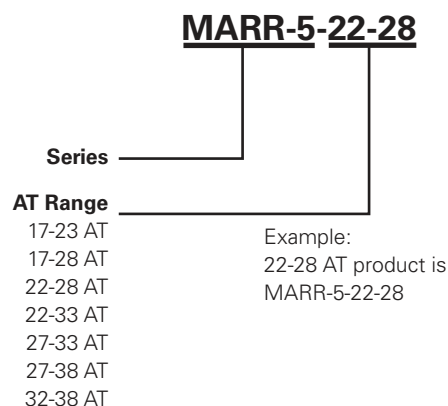 MARR-5-22-28
Series
AT Range
17-23 AT
17-28 AT
22-28 AT
22-33 AT
27-33 AT
27-38 AT
32-38 AT
Example:
22-28 AT product is
MARR-5-22-28